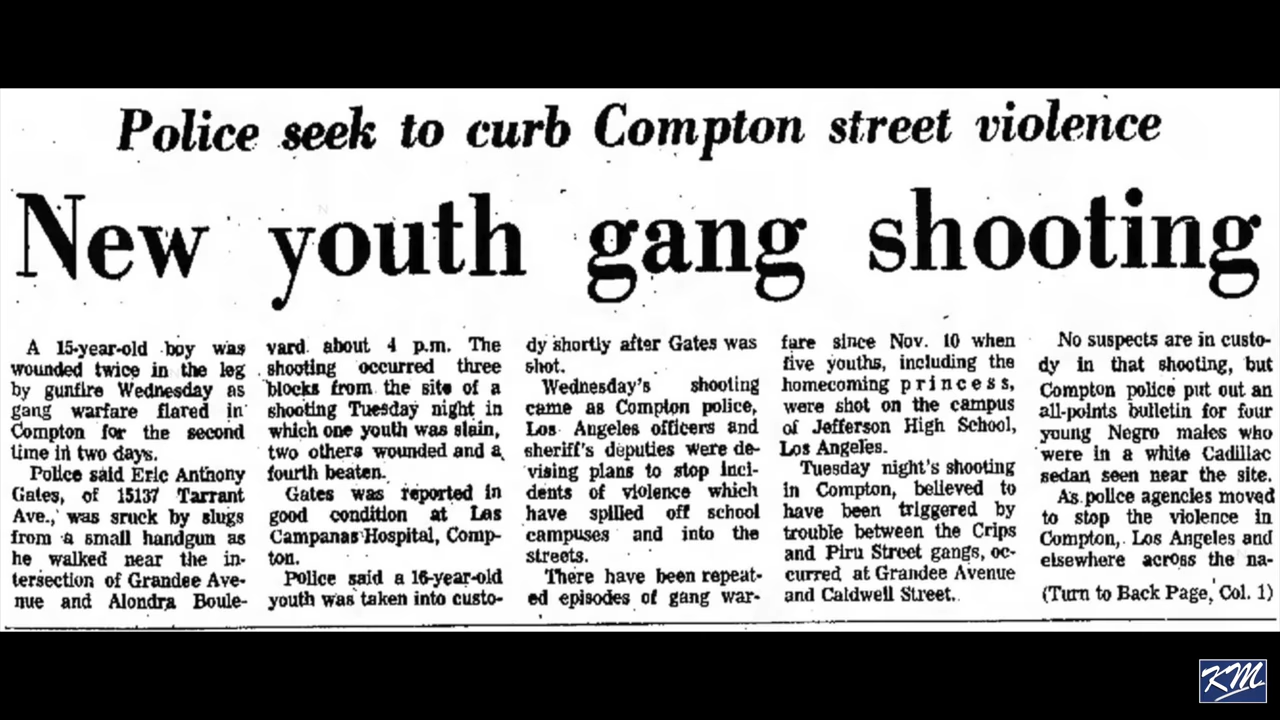 Police seek to curb Compton street violence
New youth gang shooting
A 15-year-old boy was
wounded twice in the leg
by gunfire Wednesday as
gang warfare flared in
Compton for the second
time in two days.
Police said Eric Anthony
Gates, of 15137 Tarrant
Ave., was sruck by slugs
from a small handgun as
he walked near the in-
tersection of Grandee Ave-
nue and Alondra Boule-
vard about 4 p.m. The
shooting occurred three
blocks from the site of a
shooting Tuesday night in
which one youth was slain,
two others wounded and a
fourth beaten.
Gates was reported in
good condition at Las
Campanas Hospital, Comp-
ton.
Police said a 16-year-old
youth was taken into custo-
dy shortly after Gates was
shot.
Wednesday's shooting
came as Compton police,
Los Angeles officers and
sheriff's deputies were de-
vising plans to stop inci-
dents of violence which
have spilled off school
campuses and into the
streets.
There have been repeat-
ed episodes of gang war-
fare since Nov. 10 when
five youths, including the
homecoming princess,
were shot on the campus
of Jefferson High School,
Los Angeles.
Tuesday night's shooting
in Compton, believed to
have been triggered by
trouble between the Crips
and Piru Street gangs, oc-
curred at Grandee Avenue
and Caldwell Street.
No suspects are in custo-
dy in that shooting, but
Compton police put out an
all-points bulletin for four
young Negro males who
were in a white Cadillac
sedan seen near the site.
As police agencies moved
to stop the violence in
Compton, Los Angeles and
elsewhere across the na-
(Turn to Back Page, Col. 1)
KM